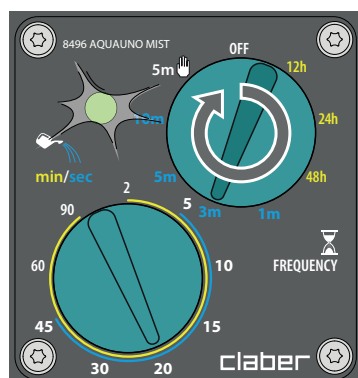 8496 AQUAUNO MIST
OFF
5m
12h
10m
24h
5m
48h
3m
1m
min/sec
2
90
5
FREQUENCY
60
10
45
15
30
20
claber